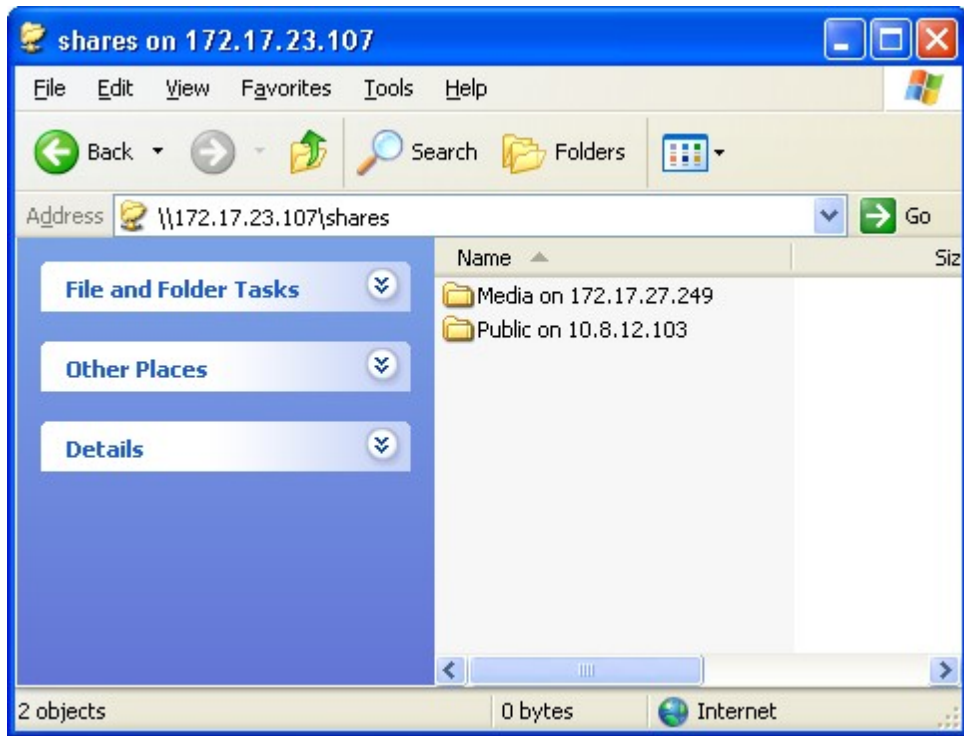 shares on 172.17.23.107
File Edit View Favorites Tools Help
Back Search Folders
Address \\172.17.23.107\shares Go
Name Siz
File and Folder Tasks
Media on 172.17.27.249
Public on 10.8.12.103
Other Places
Details
2 objects 0 bytes Internet